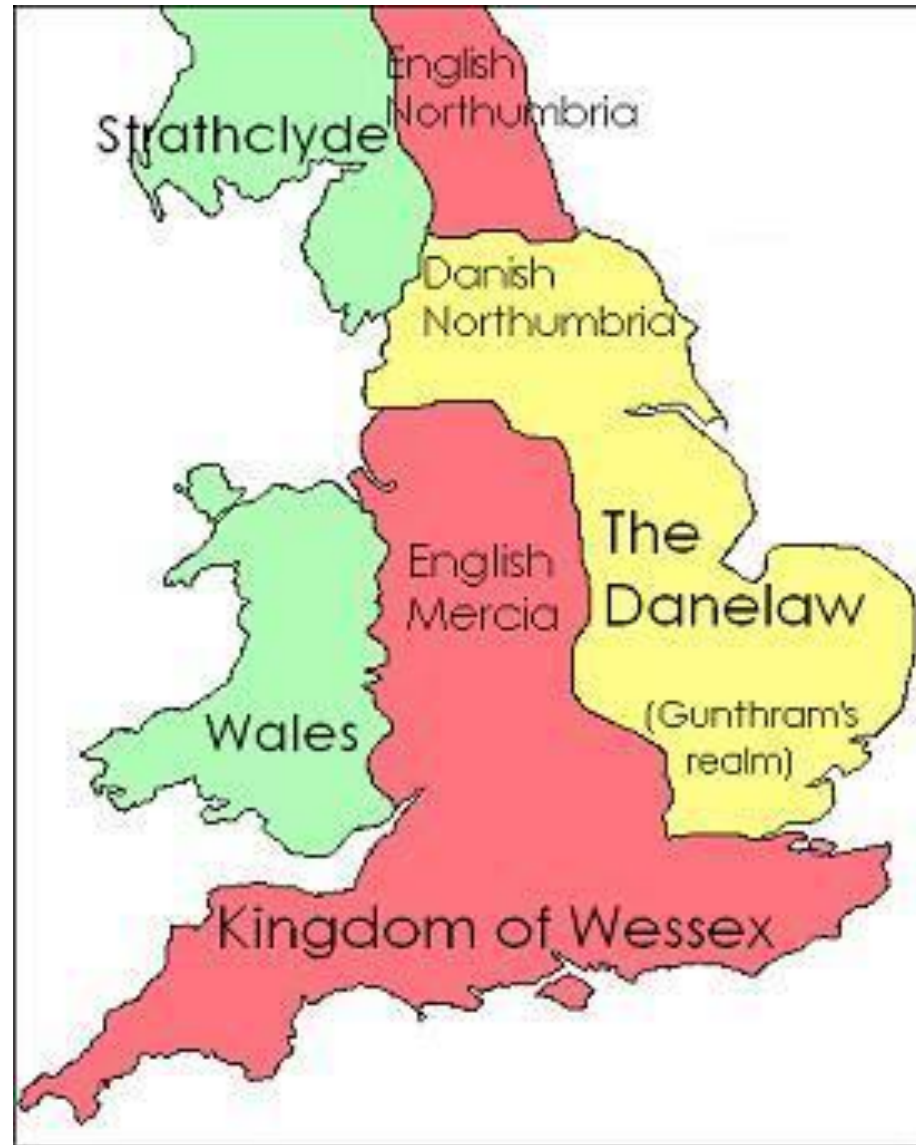 English
Northumbria
Strathclyde
Danish
Northumbria
The
Danelaw
English
Mercia
(Gunthram's
realm)
Wales
Kingdom of Wessex